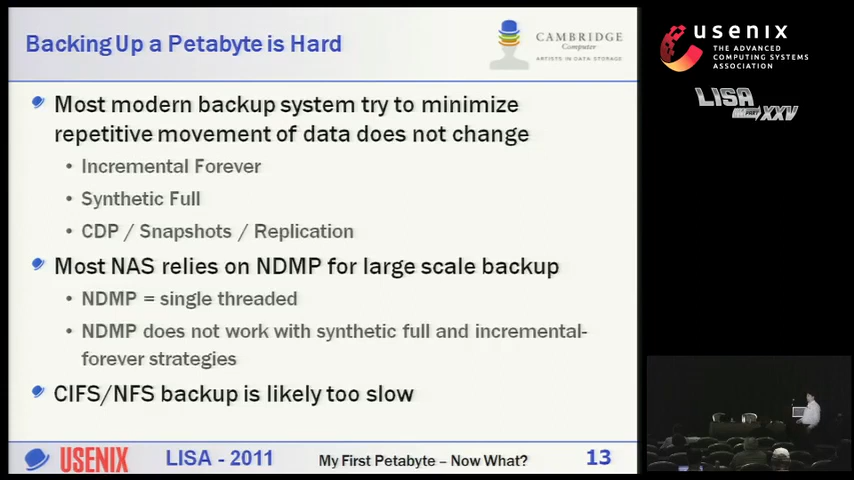 Backing Up a Petabyte is Hard
CAMBRIDGE
Computer
ARTISTS IN DATA STORAGE
usenix
THE ADVANCED
COMPUTING SYSTEMS
ASSOCIATION
LISA XXV
Most modern backup system try to minimize
repetitive movement of data does not change
• Incremental Forever
• Synthetic Full
• CDP / Snapshots / Replication
Most NAS relies on NDMP for large scale backup
• NDMP = single threaded
• NDMP does not work with synthetic full and incremental-
forever strategies
CIFS/NFS backup is likely too slow
USENIX
LISA - 2011
My First Petabyte – Now What?
13